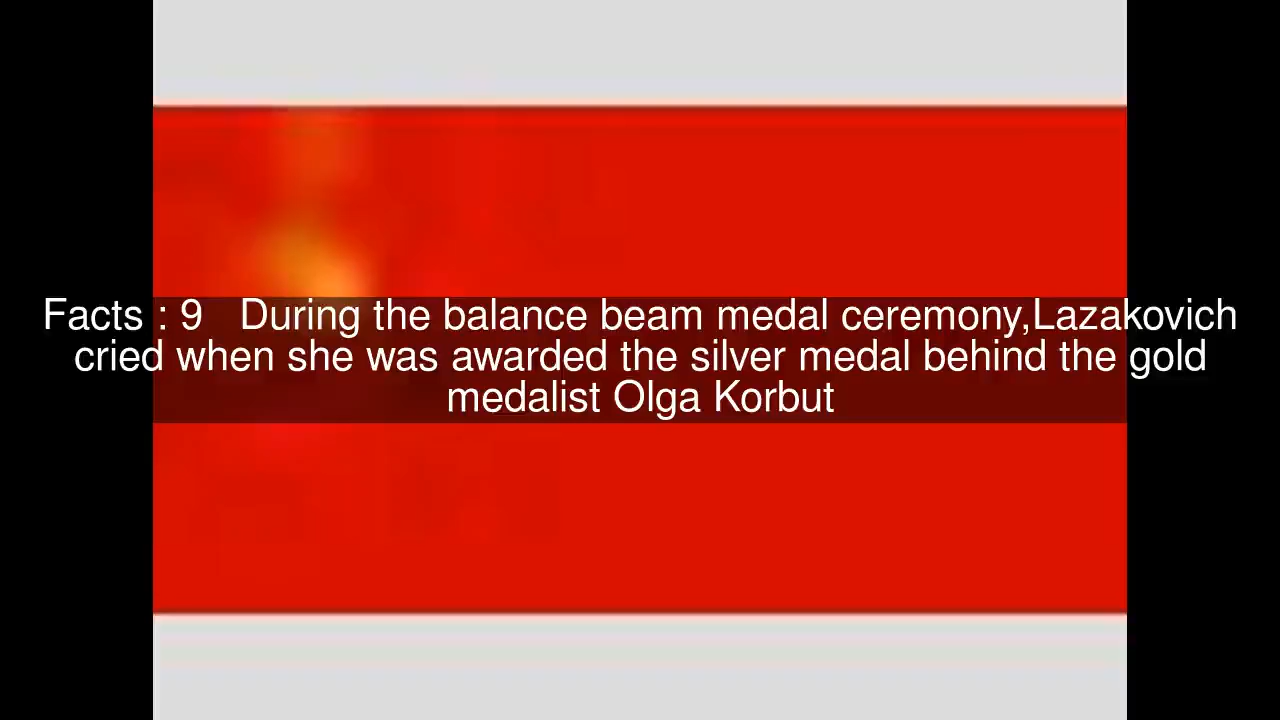 Facts : 9   During the balance beam medal ceremony,Lazakovich
cried when she was awarded the silver medal behind the gold
medalist Olga Korbut